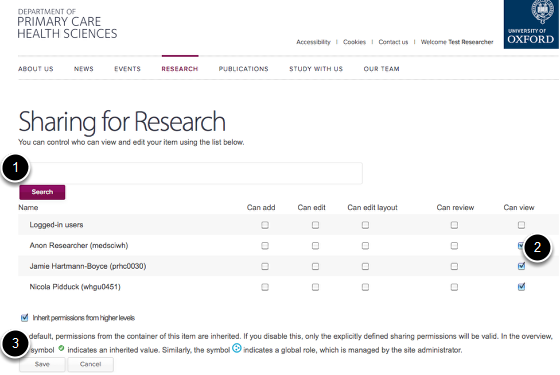 DEPARTMENT OF
PRIMARY CARE
HEALTH SCIENCES
Accessibility | Cookies | Contact us | Welcome Test Researcher
UNIVERSITY OF
OXFORD
ABOUT US NEWS EVENTS RESEARCH PUBLICATIONS STUDY WITH US OUR TEAM
Sharing for Research
You can control who can view and edit your item using the list below.
1
Search
Name Can add Can edit Can edit layout Can review Can view
Logged-in users
Anon Researcher (medsciwh)
2
Jamie Hartmann-Boyce (prhc0030)
Nicola Pidduck (whgu0451)
Inherit permissions from higher levels
default, permissions from the container of this item are inherited. If you disable this, only the explicitly defined sharing permissions will be valid. In the overview,
3
symbol indicates an inherited value. Similarly, the symbol indicates a global role, which is managed by the site administrator.
Save Cancel